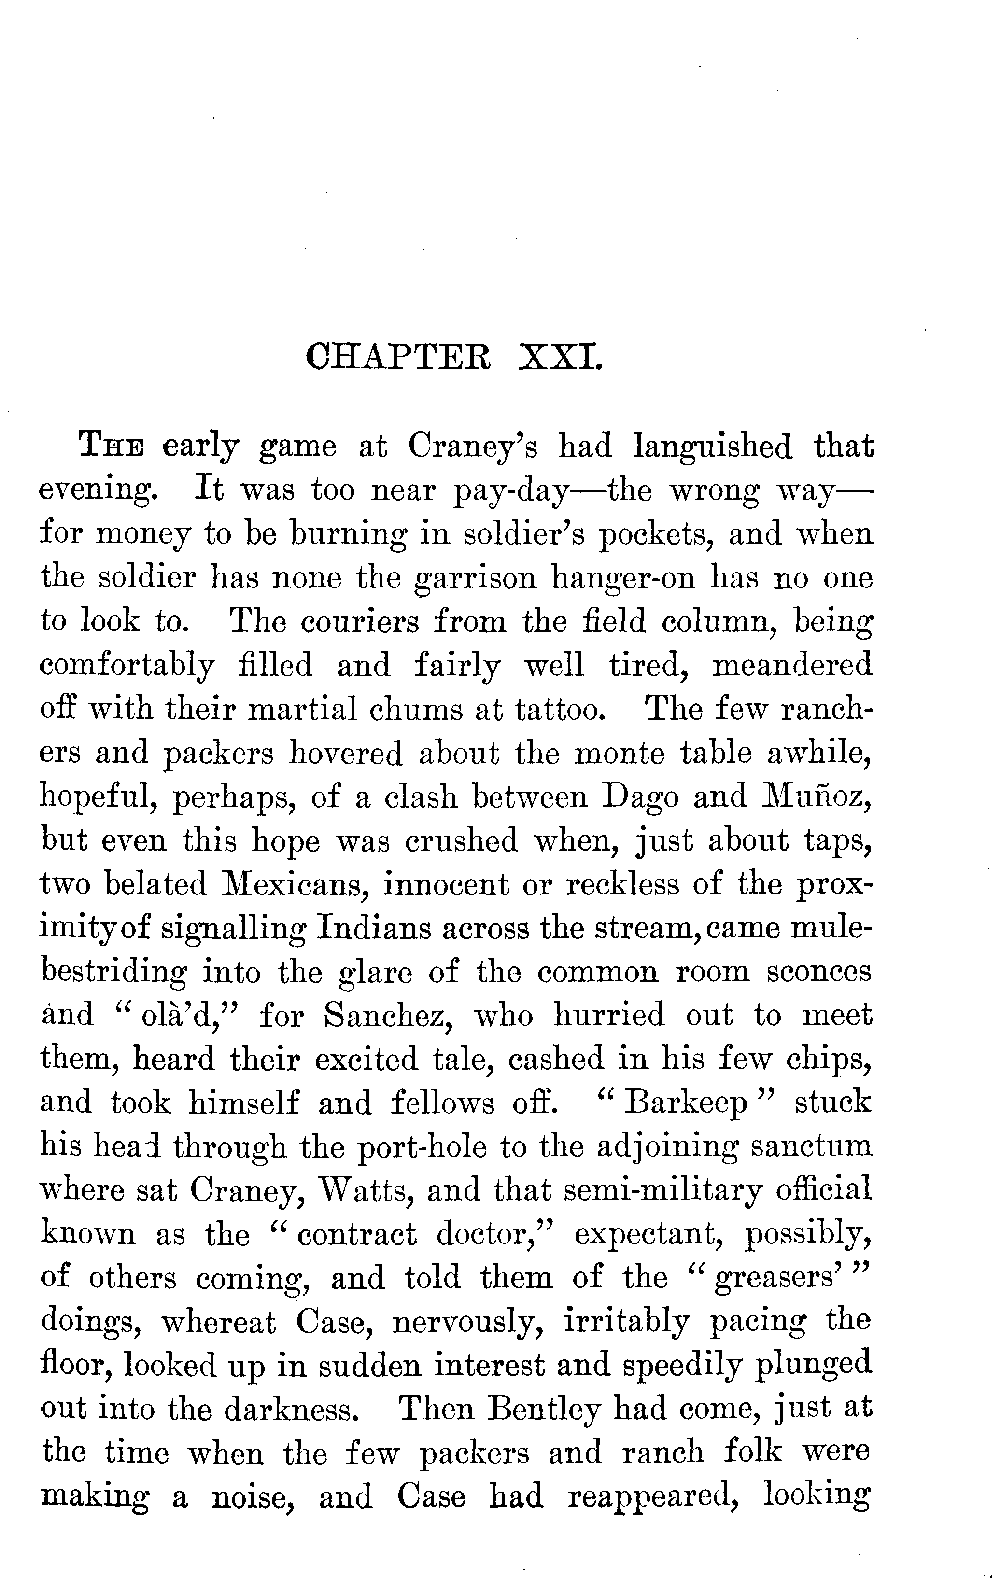 CHAPTER XXI.
THE early game at Craney's had languished that
evening. It was too near pay-day—the wrong way—
for money to be burning in soldier's pockets, and when
the soldier has none the garrison hanger-on has no one
to look to. The couriers from the field column, being
comfortably filled and fairly well tired, meandered
off with their martial chums at tattoo. The few ranch-
ers and packers hovered about the monte table awhile,
hopeful, perhaps, of a clash between Dago and Muñoz,
but even this hope was crushed when, just about taps,
two belated Mexicans, innocent or reckless of the prox-
imity of signalling Indians across the stream, came mule-
bestriding into the glare of the common room sconces
and “olà'd,” for Sanchez, who hurried out to meet
them, heard their excited tale, cashed in his few chips,
and took himself and fellows off. “Barkeep” stuck
his head through the port-hole to the adjoining sanctum
where sat Craney, Watts, and that semi-military official
known as the “contract doctor,” expectant, possibly,
of others coming, and told them of the “greasers'”
doings, whereat Case, nervously, irritably pacing the
floor, looked up in sudden interest and speedily plunged
out into the darkness. Then Bentley had come, just at
the time when the few packers and ranch folk were
making a noise, and Case had reappeared, looking